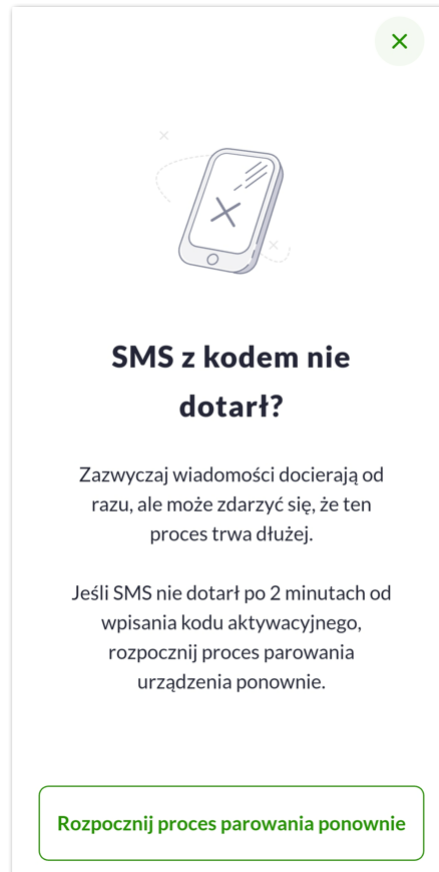 SMS z kodem nie
dotarł?
Zazwyczaj wiadomości docierają od
razu, ale może zdarzyć się, że ten
proces trwa dłużej.
Jeśli SMS nie dotarł po 2 minutach od
wpisania kodu aktywacyjnego,
rozpocznij proces parowania
urządzenia ponownie.
Rozpocznij proces parowania ponownie